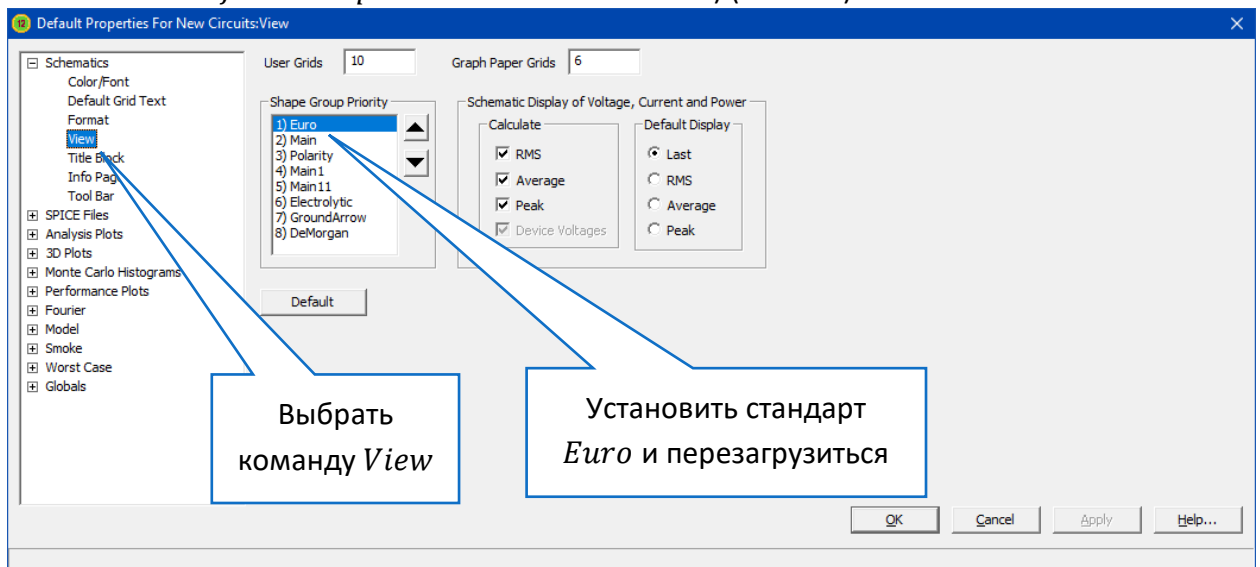 Default Properties For New Circuits:View
Schematics
Color/Font
Default Grid Text
Format
View
Title Block
Info Page
Tool Bar
SPICE Files
Analysis Plots
3D Plots
Monte Carlo Histograms
Performance Plots
Fourier
Model
Smoke
Worst Case
Globals
User Grids 10 Graph Paper Grids 6
Shape Group Priority
1) Euro
2) Main
3) Polarity
4) Main1
5) Main11
6) Electrolytic
7) GroundArrow
8) DeMorgan
Default
Schematic Display of Voltage, Current and Power
Calculate
RMS
Average
Peak
Device Voltages
Default Display
Last
RMS
Average
Peak
Выбрать
команду View
Установить стандарт
Euro и перезагрузиться
OK Cancel Apply Help...